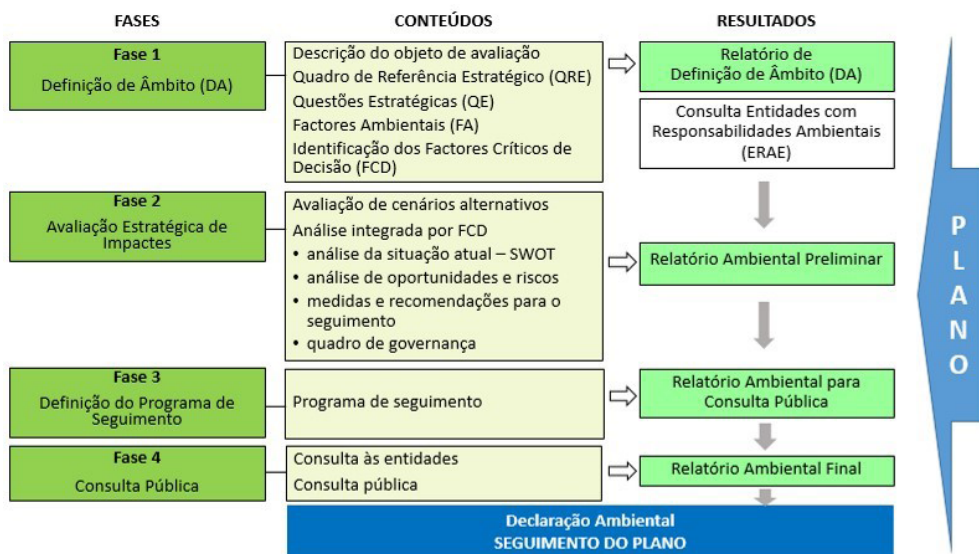 FASES
CONTEÚDOS
RESULTADOS
Fase 1
Definição de Âmbito (DA)
Descrição do objeto de avaliação
Quadro de Referência Estratégico (QRE)
Questões Estratégicas (QE)
Factores Ambientais (FA)
Identificação dos Factores Críticos de
Decisão (FCD)
Relatório de
Definição de Âmbito (DA)
Consulta Entidades com
Responsabilidades Ambientais
(ERAE)
Fase 2
Avaliação Estratégica de
Impactes
Avaliação de cenários alternativos
Análise integrada por FCD
• análise da situação atual – SWOT
• análise de oportunidades e riscos
• medidas e recomendações para o
seguimento
• quadro de governança
Relatório Ambiental Preliminar
Fase 3
Definição do Programa de
Seguimento
Programa de seguimento
Relatório Ambiental para
Consulta Pública
Fase 4
Consulta Pública
Consulta às entidades
Consulta pública
Relatório Ambiental Final
Declaração Ambiental
SEGUIMENTO DO PLANO
P
L
A
N
O